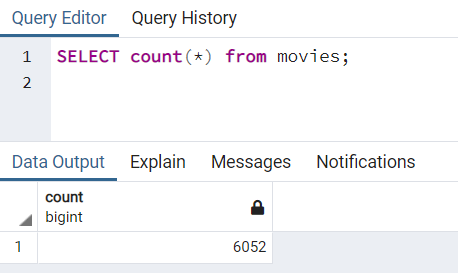 Query Editor Query History
1 SELECT count(*) from movies;
2
Data Output Explain Messages Notifications
count
bigint
1 6052